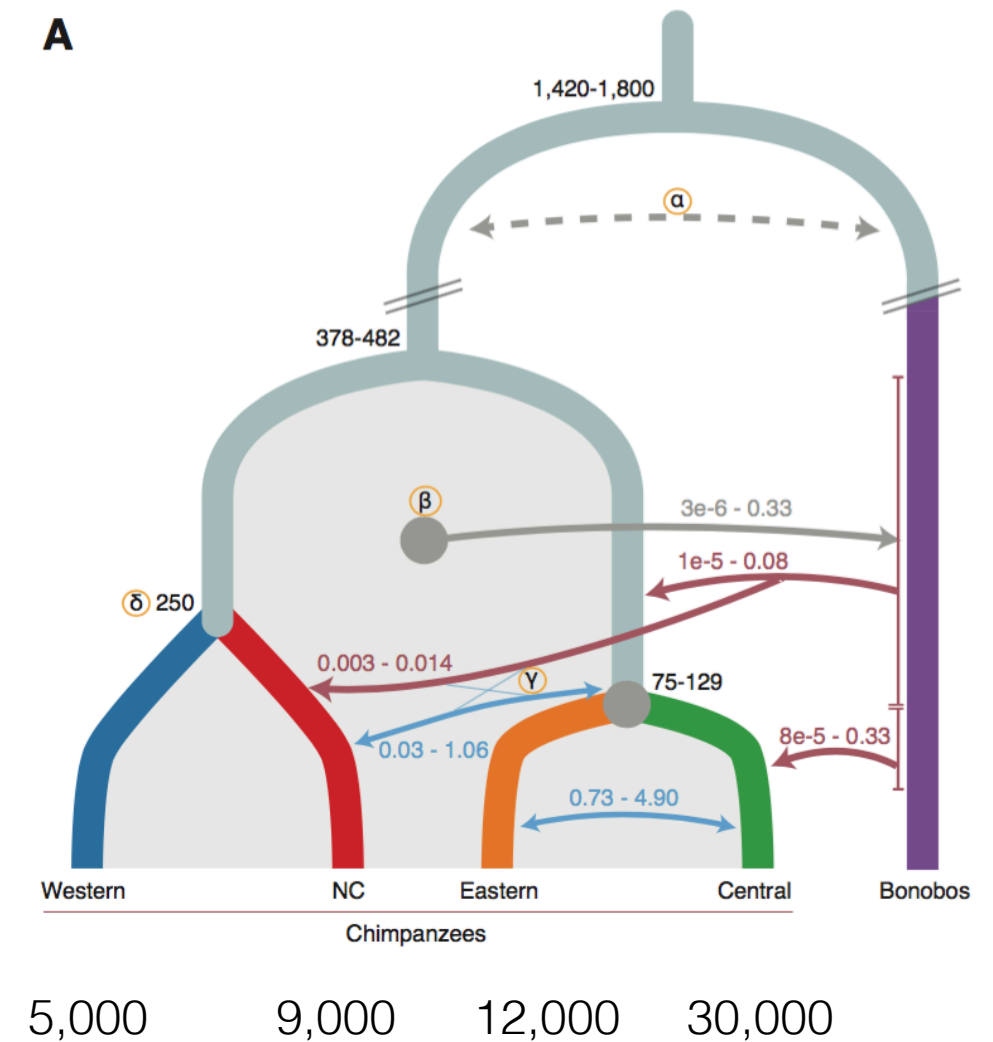 A
1,420-1,800
α
378-482
β
3e-6 - 0.33
1e-5 - 0.08
δ 250
0.003 - 0.014
γ
75-129
8e-5 - 0.33
0.03 - 1.06
0.73 - 4.90
Western NC Eastern Central Bonobos
Chimpanzees
5,000 9,000 12,000 30,000